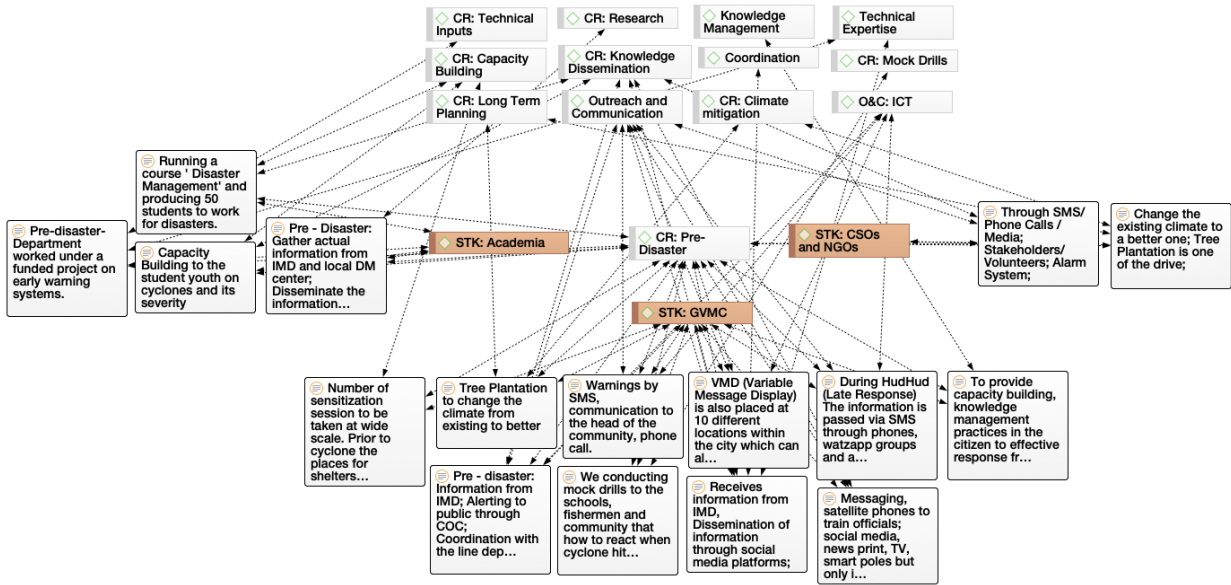 CR: Technical
Inputs
CR: Research
Knowledge
Management
Technical
Expertise
CR: Capacity
Building
CR: Knowledge
Dissemination
Coordination
CR: Mock Drills
CR: Long Term
Planning
Outreach and
Communication
CR: Climate
mitigation
O&C: ICT
Running a
course ' Disaster
Management' and
producing 50
students to work
for disasters.
Pre-disaster-
Department
worked under a
funded project on
early warning
systems.
Capacity
Building to the
student youth on
cyclones and its
severity
Pre - Disaster:
Gather actual
information from
IMD and local DM
center;
Disseminate the
information...
STK: Academia
CR: Pre-
Disaster
STK: CSOs
and NGOs
Through SMS/
Phone Calls /
Media;
Stakeholders/
Volunteers; Alarm
System;
Change the
existing climate to
a better one; Tree
Plantation is
one of the drive;
STK: GVMC
Number of
sensitization
session to be
taken at wide
scale. Prior to
cyclone the
places for
shelters...
Tree Plantation
to change the
climate from
existing to better
Warnings by
SMS,
communication to
the head of the
community, phone
call.
VMD (Variable
Message Display)
is also placed at
10 different
locations within
the city which can
al...
During HudHud
(Late Response)
The information is
passed via SMS
through phones,
watzapp groups
and a...
To provide
capacity building,
knowledge
management
practices in the
citizen to effective
response fr...
Pre - disaster:
Information from
IMD; Alerting to
public through
COC;
Coordination with
the line dep...
We conducting
mock drills to the
schools,
fishermen and
community that
how to react when
cyclone hit...
Receives
information from
IMD,
Dissemination of
information
through social
media platforms;
Messaging,
satellite phones to
train officials;
social media,
news print, TV,
smart poles but
only i...